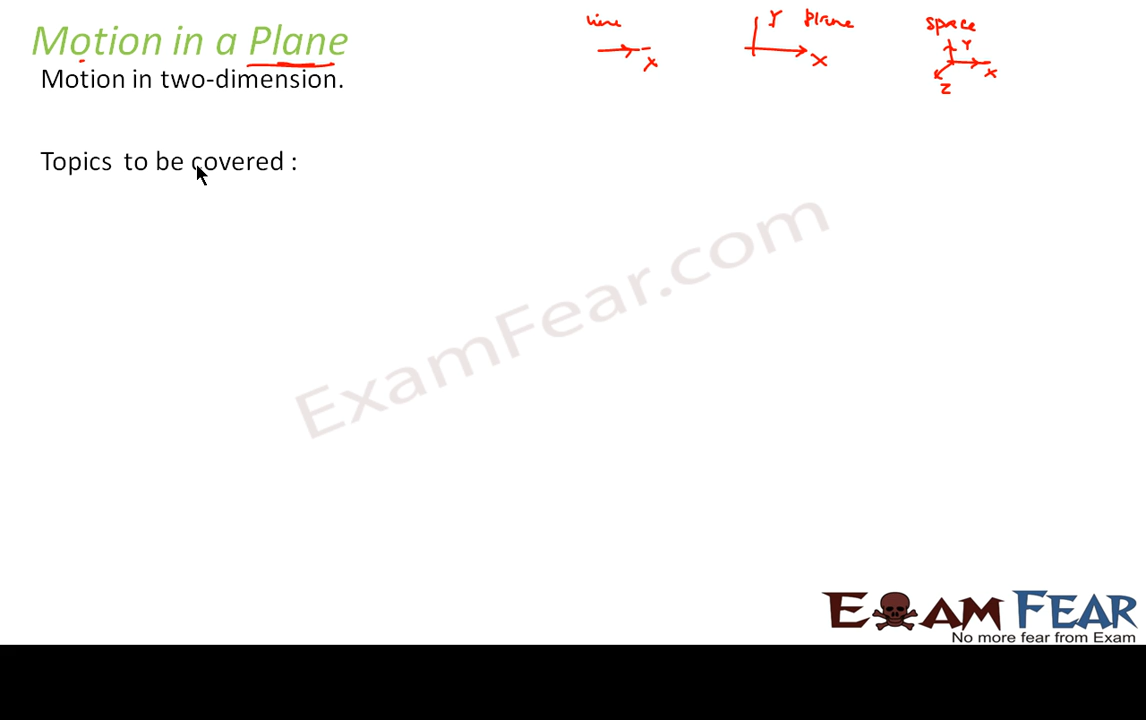 Motion in a Plane
line
x
Y Plane
X
space
Y
x
z
Motion in two-dimension.
Topics to be covered :
ExamFear.com
EXAM FEAR
No more fear from Exam